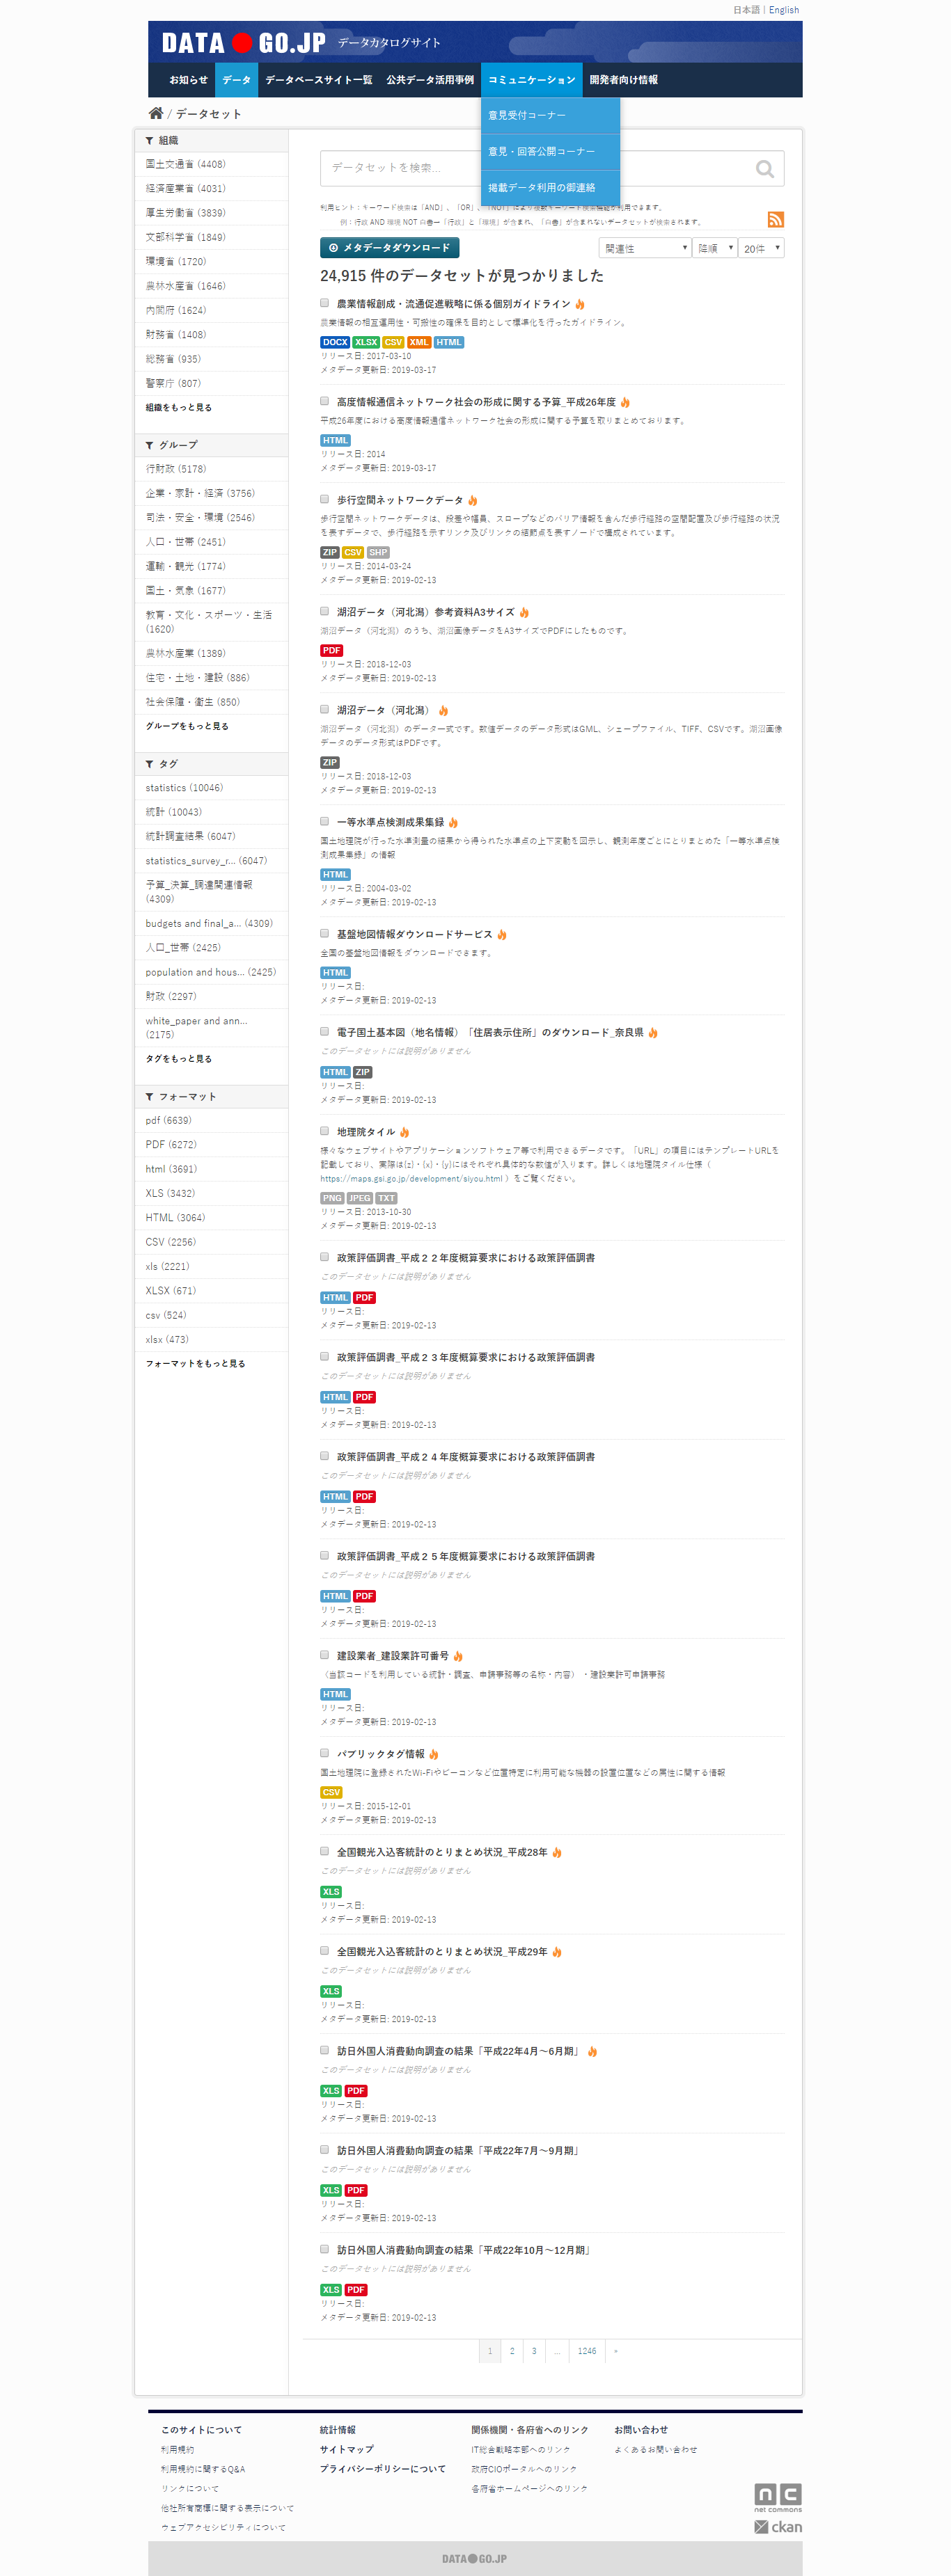 日本語 | English
DATA GO.JP データカタログサイト
お知らせ データ データベースサイト一覧 公共データ活用事例 コミュニケーション 開発者向け情報
意見受付コーナー
意見・回答公開コーナー
掲載データ利用の御連絡
/ データセット
組織
国土交通省 (4408)
経済産業省 (4031)
厚生労働省 (3839)
文部科学省 (1849)
環境省 (1720)
農林水産省 (1646)
内閣府 (1624)
財務省 (1408)
総務省 (935)
警察庁 (807)
組織をもっと見る
グループ
行財政 (5178)
企業・家計・経済 (3756)
司法・安全・環境 (2546)
人口・世帯 (2451)
運輸・観光 (1774)
国土・気象 (1677)
教育・文化・スポーツ・生活
(1620)
農林水産業 (1389)
住宅・土地・建設 (886)
社会保障・衛生 (850)
グループをもっと見る
タグ
statistics (10046)
統計 (10043)
統計調査結果 (6047)
statistics_survey_r... (6047)
予算_決算_調達関連情報
(4309)
budgets and final_a... (4309)
人口_世帯 (2425)
population and hous... (2425)
財政 (2297)
white_paper and ann...
(2175)
タグをもっと見る
フォーマット
pdf (6639)
PDF (6272)
html (3691)
XLS (3432)
HTML (3064)
CSV (2256)
xls (2221)
XLSX (671)
csv (524)
xlsx (473)
フォーマットをもっと見る
データセットを検索...
利用ヒント：キーワード検索は「AND」、「OR」、「NOT」により複数キーワード検索機能が利用できます。
例：行政 AND 環境 NOT 白書→「行政」と「環境」が含まれ、「白書」が含まれないデータセットが検索されます。
メタデータダウンロード
関連性 降順 20件
24,915 件のデータセットが見つかりました
農業情報創成・流通促進戦略に係る個別ガイドライン
農業情報の相互運用性・可搬性の確保を目的として標準化を行ったガイドライン。
DOCX XLSX CSV XML HTML
リリース日: 2017-03-10
メタデータ更新日: 2019-03-17
高度情報通信ネットワーク社会の形成に関する予算_平成26年度
平成26年度における高度情報通信ネットワーク社会の形成に関する予算を取りまとめております。
HTML
リリース日: 2014
メタデータ更新日: 2019-03-17
歩行空間ネットワークデータ
歩行空間ネットワークデータは、段差や幅員、スロープなどのバリア情報を含んだ歩行経路の空間配置及び歩行経路の状況
を表すデータで、歩行経路を示すリンク及びリンクの結節点を表すノードで構成されています。
ZIP CSV SHP
リリース日: 2014-03-24
メタデータ更新日: 2019-02-13
湖沼データ（河北潟）参考資料A3サイズ
湖沼データ（河北潟）のうち、湖沼画像データをA3サイズでPDFにしたものです。
PDF
リリース日: 2018-12-03
メタデータ更新日: 2019-02-13
湖沼データ（河北潟）
湖沼データ（河北潟）のデータ一式です。数値データのデータ形式はGML、シェープファイル、TIFF、CSVです。湖沼画像
データのデータ形式はPDFです。
ZIP
リリース日: 2018-12-03
メタデータ更新日: 2019-02-13
一等水準点検測成果集録
国土地理院が行った水準測量の結果から得られた水準点の上下変動を図示し、観測年度ごとにとりまとめた「一等水準点検
測成果集録」の情報
HTML
リリース日: 2004-03-02
メタデータ更新日: 2019-02-13
基盤地図情報ダウンロードサービス
全国の基盤地図情報をダウンロードできます。
HTML
リリース日:
メタデータ更新日: 2019-02-13
電子国土基本図（地名情報）「住居表示住所」のダウンロード_奈良県
このデータセットには説明がありません
HTML ZIP
リリース日:
メタデータ更新日: 2019-02-13
地理院タイル
様々なウェブサイトやアプリケーションソフトウェア等で利用できるデータです。「URL」の項目にはテンプレートURLを
記載しており、実際は{z}・{x}・{y}にはそれぞれ具体的な数値が入ります。詳しくは地理院タイル仕様（
https://maps.gsi.go.jp/development/siyou.html ）をご覧ください。
PNG JPEG TXT
リリース日: 2013-10-30
メタデータ更新日: 2019-02-13
政策評価調書_平成２２年度概算要求における政策評価調書
このデータセットには説明がありません
HTML PDF
リリース日:
メタデータ更新日: 2019-02-13
政策評価調書_平成２３年度概算要求における政策評価調書
このデータセットには説明がありません
HTML PDF
リリース日:
メタデータ更新日: 2019-02-13
政策評価調書_平成２４年度概算要求における政策評価調書
このデータセットには説明がありません
HTML PDF
リリース日:
メタデータ更新日: 2019-02-13
政策評価調書_平成２５年度概算要求における政策評価調書
このデータセットには説明がありません
HTML PDF
リリース日:
メタデータ更新日: 2019-02-13
建設業者_建設業許可番号
（当該コードを利用している統計・調査、申請事務等の名称・内容）・建設業許可申請事務
HTML
リリース日:
メタデータ更新日: 2019-02-13
パブリックタグ情報
国土地理院に登録されたWi-Fiやビーコンなど位置特定に利用可能な機器の設置位置などの属性に関する情報
CSV
リリース日: 2015-12-01
メタデータ更新日: 2019-02-13
全国観光入込客統計のとりまとめ状況_平成28年
このデータセットには説明がありません
XLS
リリース日:
メタデータ更新日: 2019-02-13
全国観光入込客統計のとりまとめ状況_平成29年
このデータセットには説明がありません
XLS
リリース日:
メタデータ更新日: 2019-02-13
訪日外国人消費動向調査の結果「平成22年4月～6月期」
このデータセットには説明がありません
XLS PDF
リリース日:
メタデータ更新日: 2019-02-13
訪日外国人消費動向調査の結果「平成22年7月～9月期」
このデータセットには説明がありません
XLS PDF
リリース日:
メタデータ更新日: 2019-02-13
訪日外国人消費動向調査の結果「平成22年10月～12月期」
このデータセットには説明がありません
XLS PDF
リリース日:
メタデータ更新日: 2019-02-13
1 2 3 ... 1246 »
このサイトについて
利用規約
利用規約に関するQ&A
リンクについて
他社所有商標に関する表示について
ウェブアクセシビリティについて
統計情報
サイトマップ
プライバシーポリシーについて
関係機関・各府省へのリンク
IT総合戦略本部へのリンク
政府CIOポータルへのリンク
各府省ホームページへのリンク
お問い合わせ
よくあるお問い合わせ
nc
net commons
ckan
DATA GO.JP